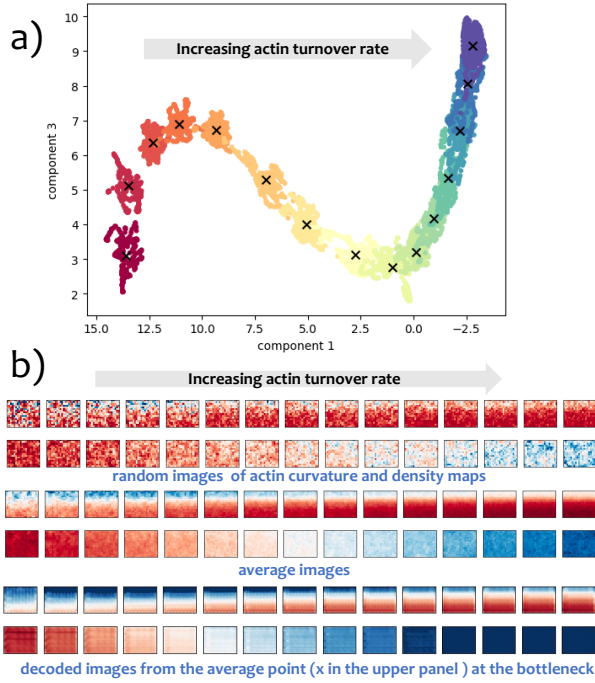 a)
Increasing actin turnover rate
10
9
8
7
6
5
4
3
2
component 3
15.0 12.5 10.0 7.5 5.0 2.5 0.0 −2.5
component 1
b)
Increasing actin turnover rate
random images of actin curvature and density maps
average images
decoded images from the average point (x in the upper panel ) at the bottleneck